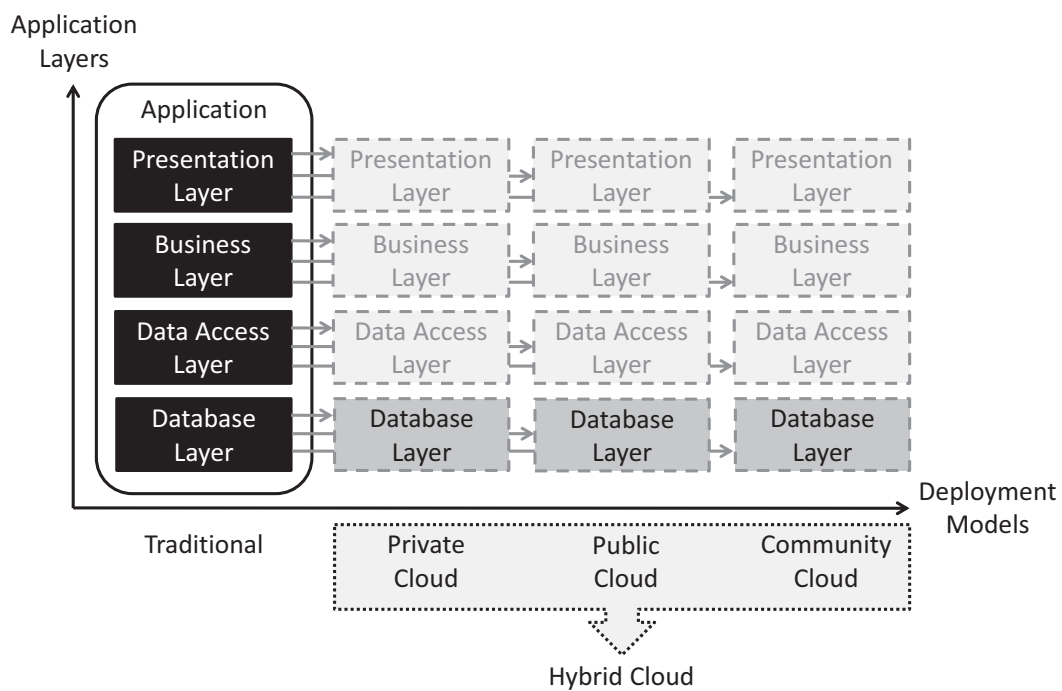 Application
Layers
Application
Presentation
Layer
Presentation
Layer
Presentation
Layer
Presentation
Layer
Business
Layer
Business
Layer
Business
Layer
Business
Layer
Data Access
Layer
Data Access
Layer
Data Access
Layer
Data Access
Layer
Database
Layer
Database
Layer
Database
Layer
Database
Layer
Deployment
Models
Traditional
Private
Cloud
Public
Cloud
Community
Cloud
Hybrid Cloud